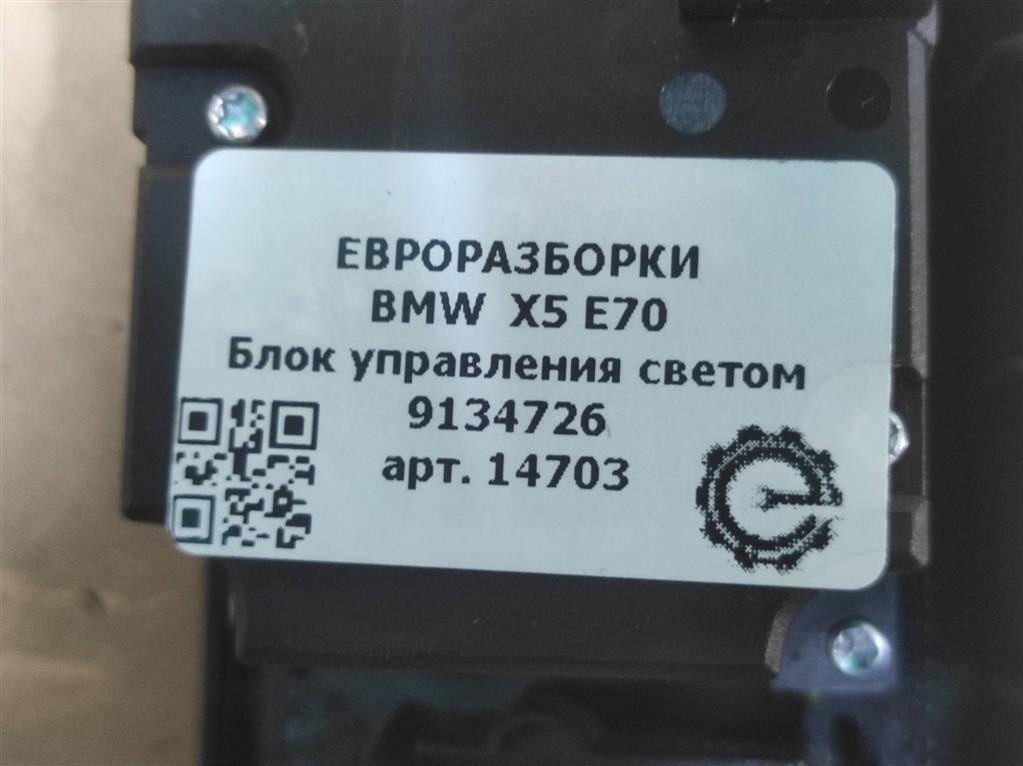 ЕВРОРАЗБОРКИ
BMW X5 E70
Блок управления светом
9134726
арт. 14703